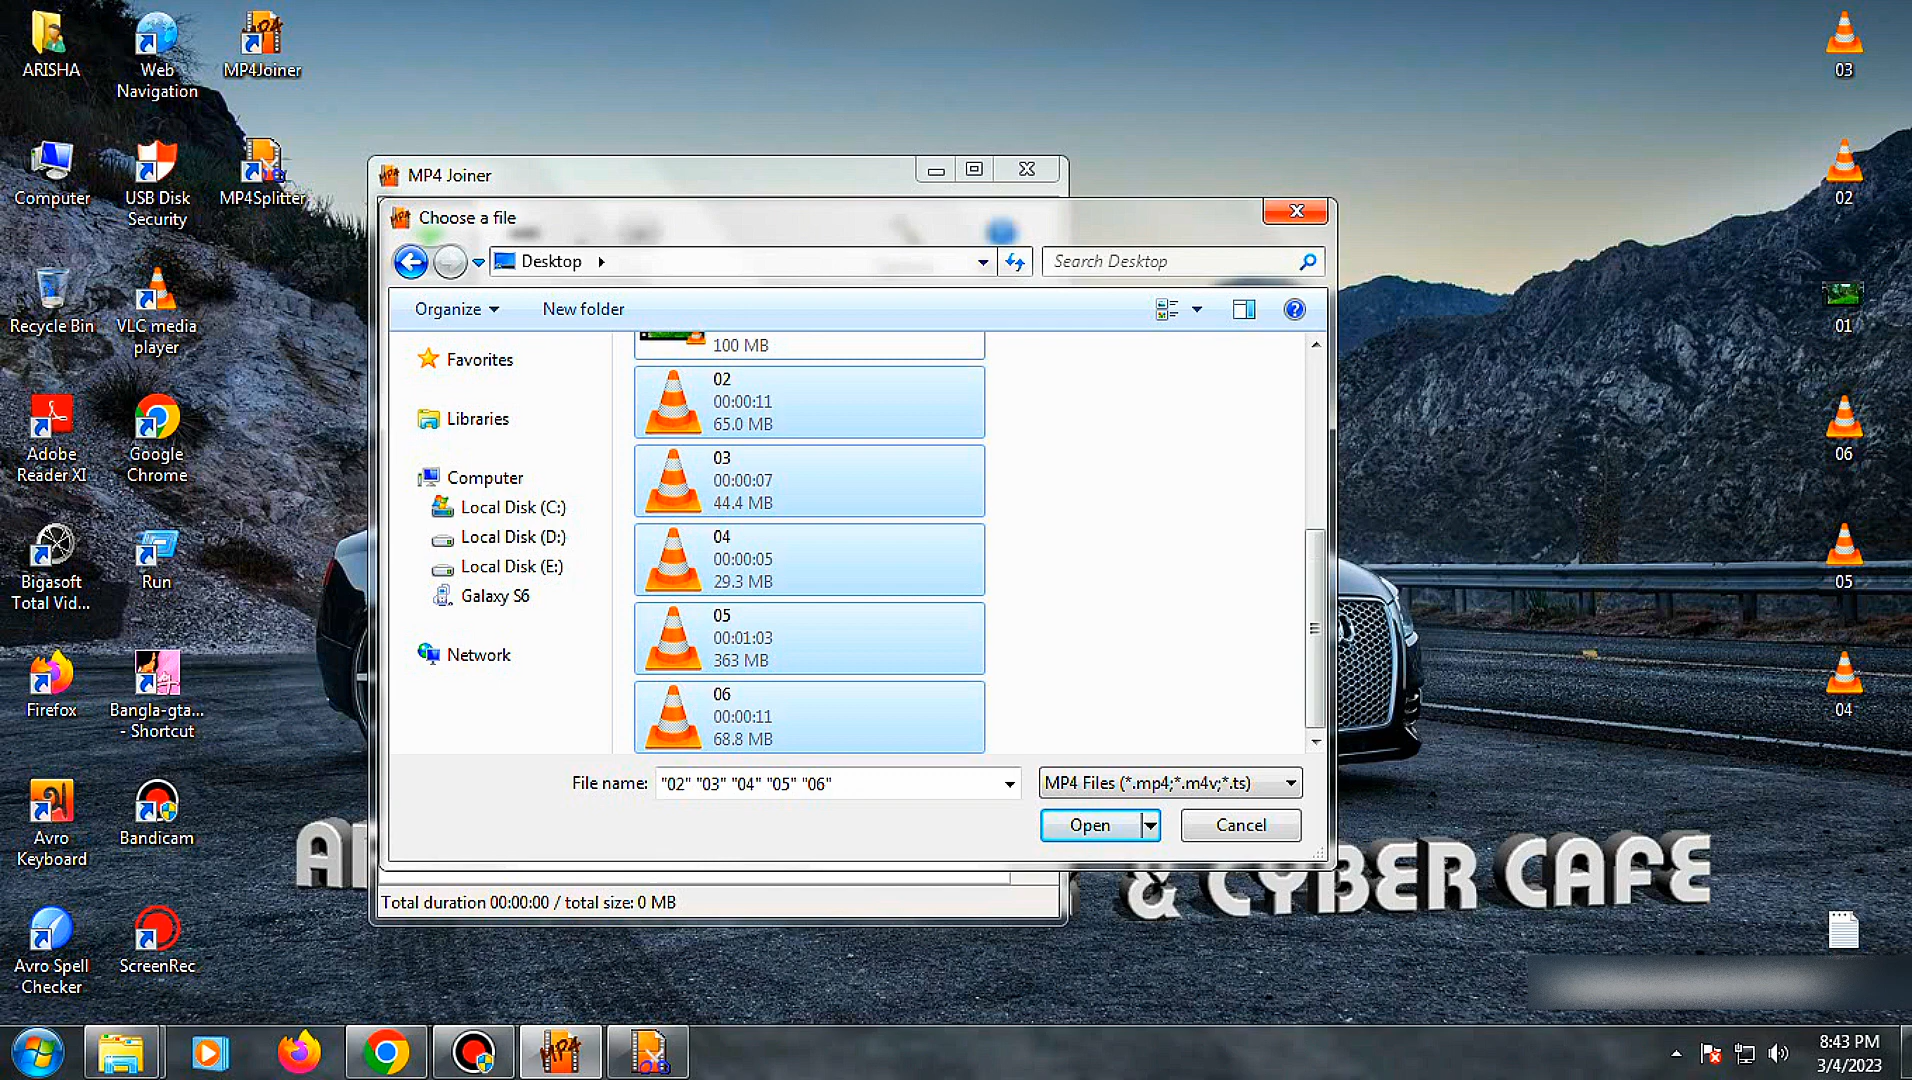 ARISHA
Web Navigation
MP4Joiner
Computer
USB Disk Security
MP4Splitter
Recycle Bin
VLC media player
Adobe Reader XI
Google Chrome
Bigasoft Total Vid...
Run
Firefox
Bangla-gta... - Shortcut
Avro Keyboard
Bandicam
Avro Spell Checker
ScreenRec
MP4 Joiner
Choose a file
Desktop
Search Desktop
Organize
New folder
Favorites
Libraries
Computer
Local Disk (C:)
Local Disk (D:)
Local Disk (E:)
Galaxy S6
Network
100 MB
02
00:00:11
65.0 MB
03
00:00:07
44.4 MB
04
00:00:05
29.3 MB
05
00:01:03
363 MB
06
00:00:11
68.8 MB
File name: "02" "03" "04" "05" "06"
MP4 Files (*.mp4;*.m4v;*.ts)
Open
Cancel
Total duration 00:00:00 / total size: 0 MB
& CYBER CAFE
03
02
01
06
05
04
8:43 PM
3/4/2023